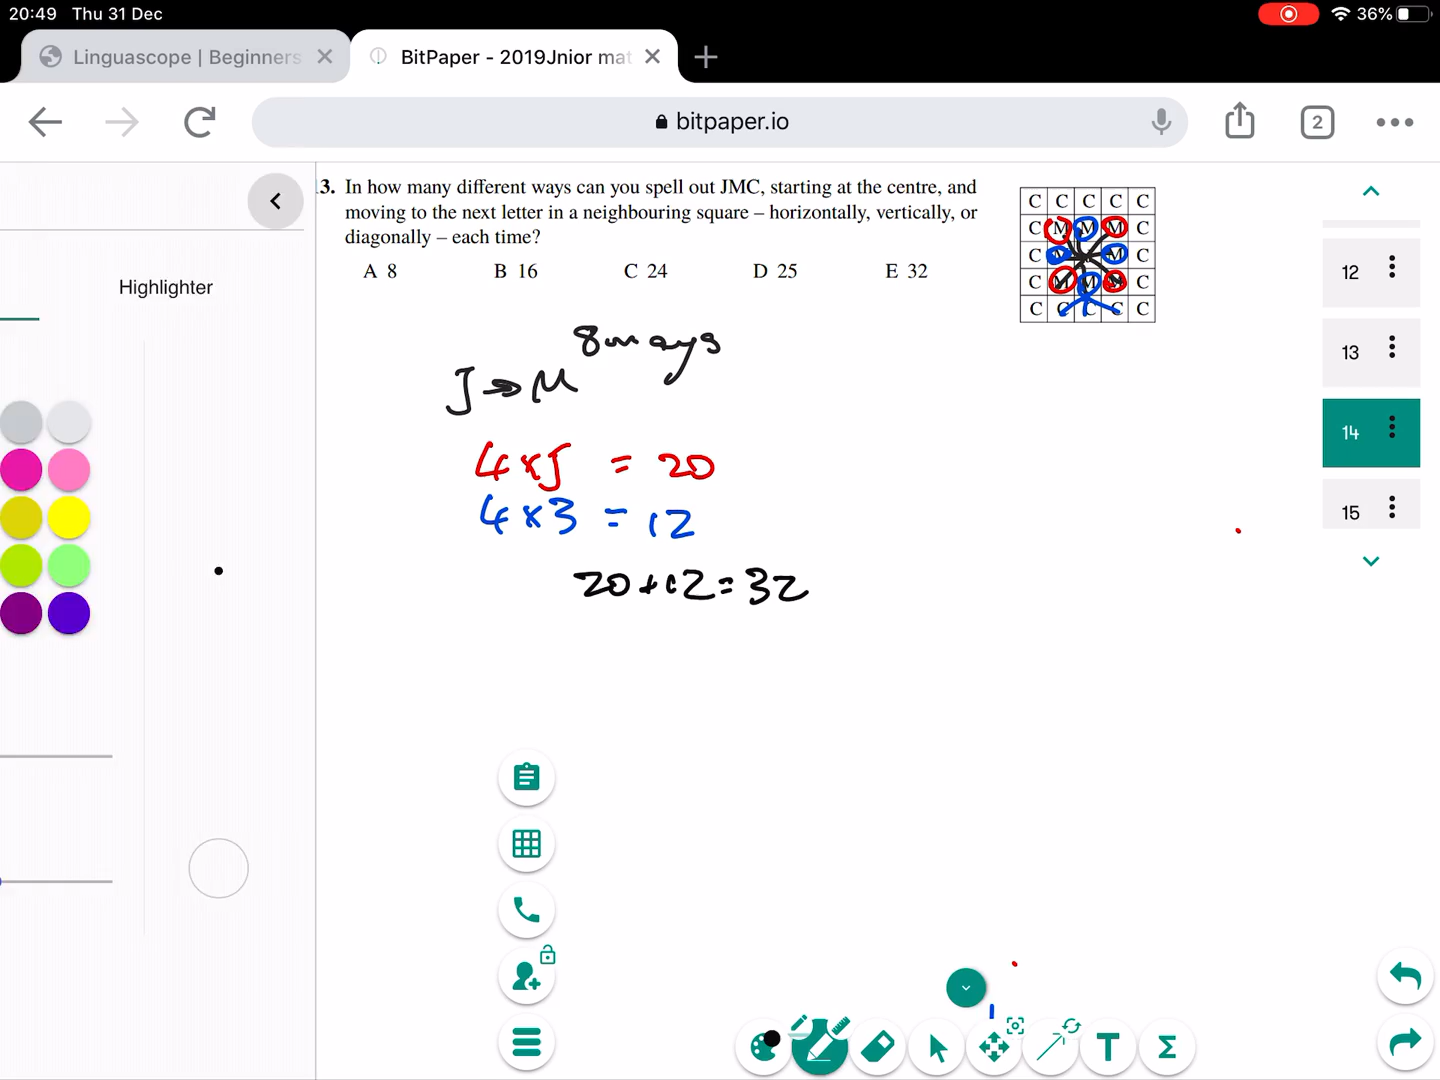 20:49 Thu 31 Dec
36%
Linguascope | Beginners
BitPaper - 2019Jnior mat
bitpaper.io
2
3. In how many different ways can you spell out JMC, starting at the centre, and
moving to the next letter in a neighbouring square – horizontally, vertically, or
diagonally – each time?
A 8 B 16 C 24 D 25 E 32
C C C C C
C M M M C
C M C
C M M C
C C C C C
Highlighter
8 ways
J → M
4×5 = 20
4×3 = 12
20+12=32
12
13
14
15
T
Σ